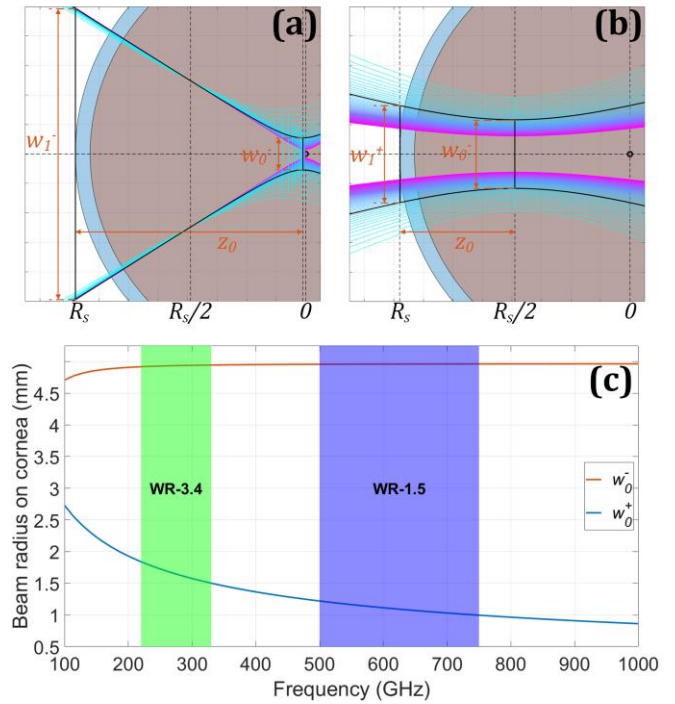 (a)
w₁⁻
w₀⁻
z₀
Rₛ
Rₛ/2
0
(b)
w₁⁺
w₀⁻
z₀
Rₛ
Rₛ/2
0
(c)
Beam radius on cornea (mm)
4.5
4
3.5
3
2.5
2
1.5
1
0.5
WR-3.4
WR-1.5
w₀⁻
w₀⁺
100
200
300
400
500
600
700
800
900
1000
Frequency (GHz)